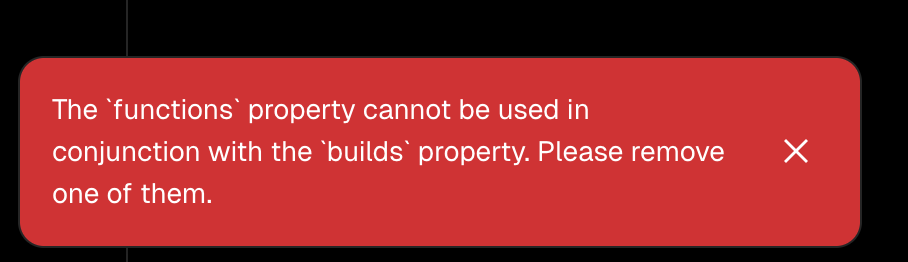 The `functions` property cannot be used in
conjunction with the `builds` property. Please remove
one of them.